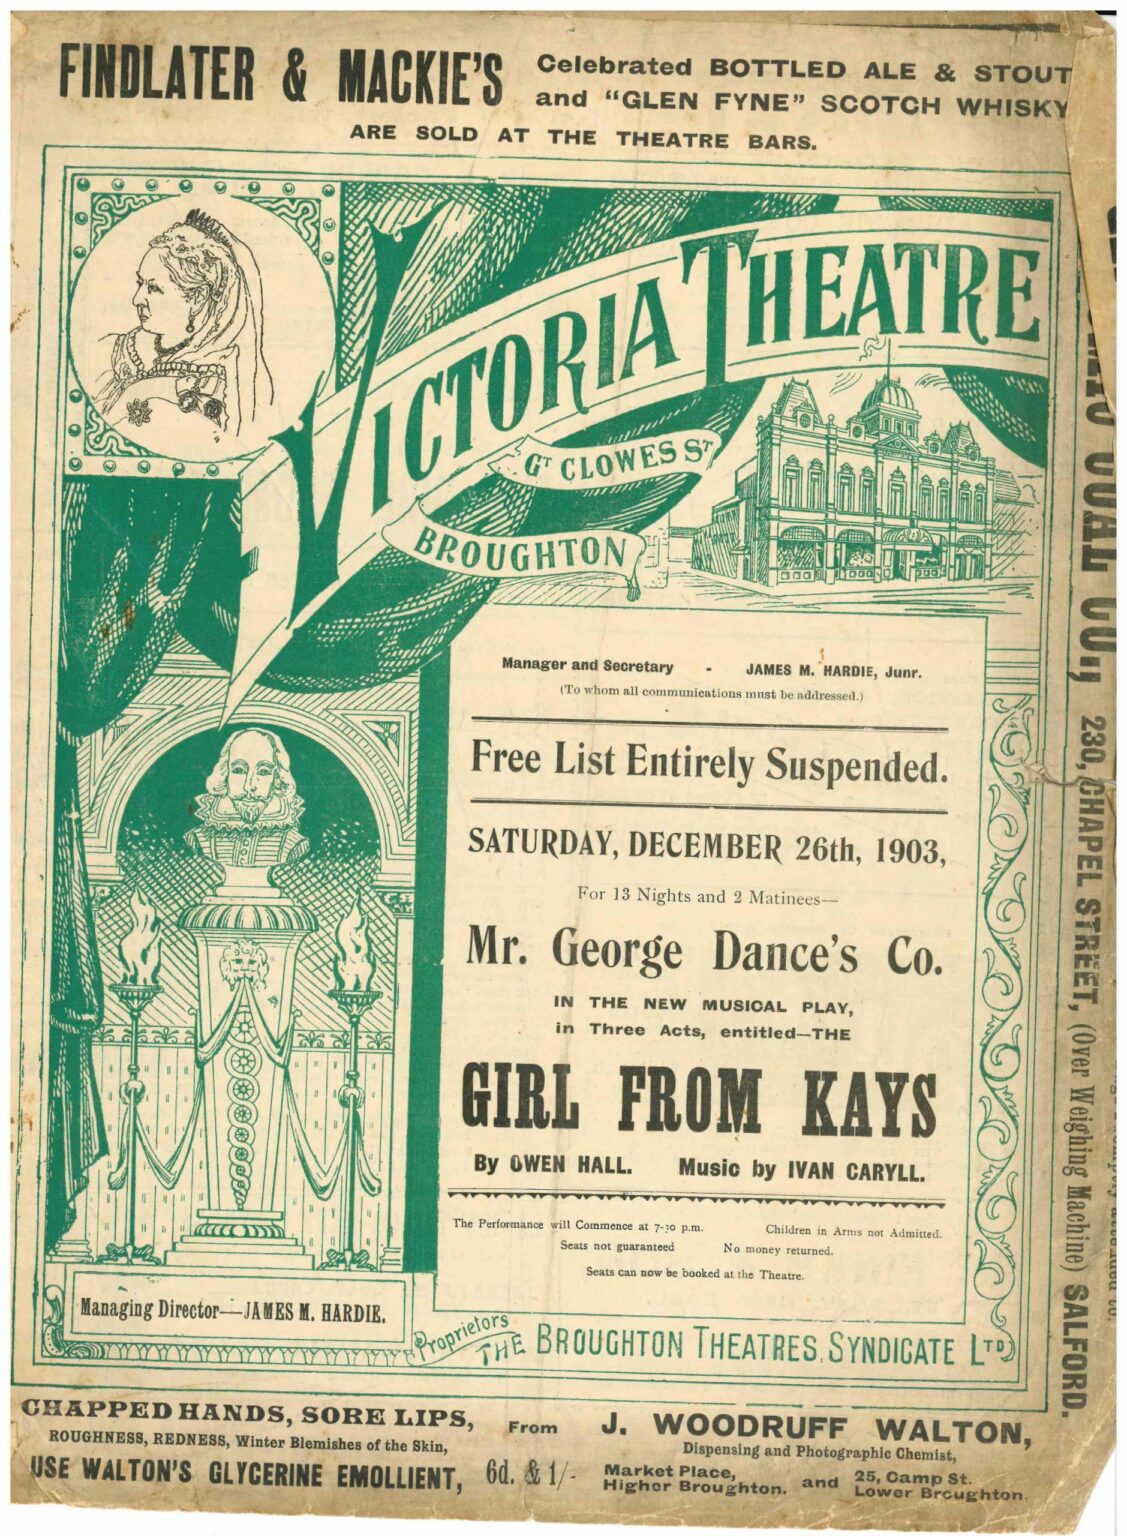 FINDLATER & MACKIE'S
Celebrated BOTTLED ALE & STOUT
and "GLEN FYNE" SCOTCH WHISKY
ARE SOLD AT THE THEATRE BARS.
VICTORIA THEATRE
GT CLOWES ST
BROUGHTON
Manager and Secretary - JAMES M. HARDIE, Junr.
(To whom all communications must be addressed.)
Free List Entirely Suspended.
SATURDAY, DECEMBER 26th, 1903,
For 13 Nights and 2 Matinees—
Mr. George Dance's Co.
IN THE NEW MUSICAL PLAY,
in Three Acts, entitled—THE
GIRL FROM KAYS
By OWEN HALL. Music by IVAN CARYLL.
The Performance will Commence at 7-30 p.m. Children in Arms not Admitted.
Seats not guaranteed No money returned.
Seats can now be booked at the Theatre.
Managing Director—JAMES M. HARDIE.
Proprietors
THE BROUGHTON THEATRES, SYNDICATE LTD
CHAPPED HANDS, SORE LIPS,
ROUGHNESS, REDNESS, Winter Blemishes of the Skin,
USE WALTON'S GLYCERINE EMOLLIENT, 6d. & 1/-
From J. WOODRUFF WALTON,
Dispensing and Photographic Chemist,
Market Place,
Higher Broughton. and 25, Camp St.
Lower Broughton.
COAL CO., 230, CHAPEL STREET, (Over Weighing Machine) SALFORD.